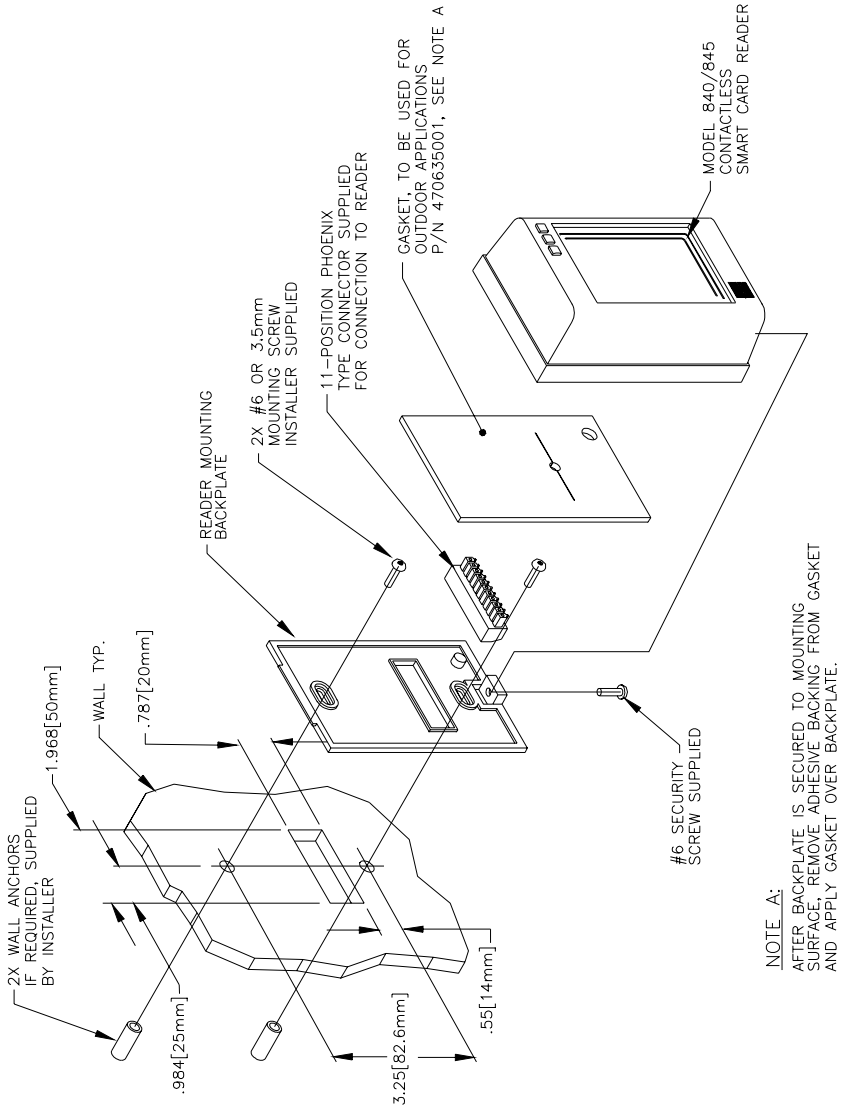 2X WALL ANCHORS
IF REQUIRED, SUPPLIED
BY INSTALLER
1.968[50mm]
.984[25mm]
WALL TYP.
.787[20mm]
3.25[82.6mm]
.55[14mm]
READER MOUNTING
BACKPLATE
2X #6 OR 3.5mm
MOUNTING SCREW
INSTALLER SUPPLIED
11-POSITION PHOENIX
TYPE CONNECTOR SUPPLIED
FOR CONNECTION TO READER
GASKET, TO BE USED FOR
OUTDOOR APPLICATIONS
P/N 470635001, SEE NOTE A
MODEL 840/845
CONTACTLESS
SMART CARD READER
#6 SECURITY
SCREW SUPPLIED
NOTE A:
AFTER BACKPLATE IS SECURED TO MOUNTING
SURFACE, REMOVE ADHESIVE BACKING FROM GASKET
AND APPLY GASKET OVER BACKPLATE.